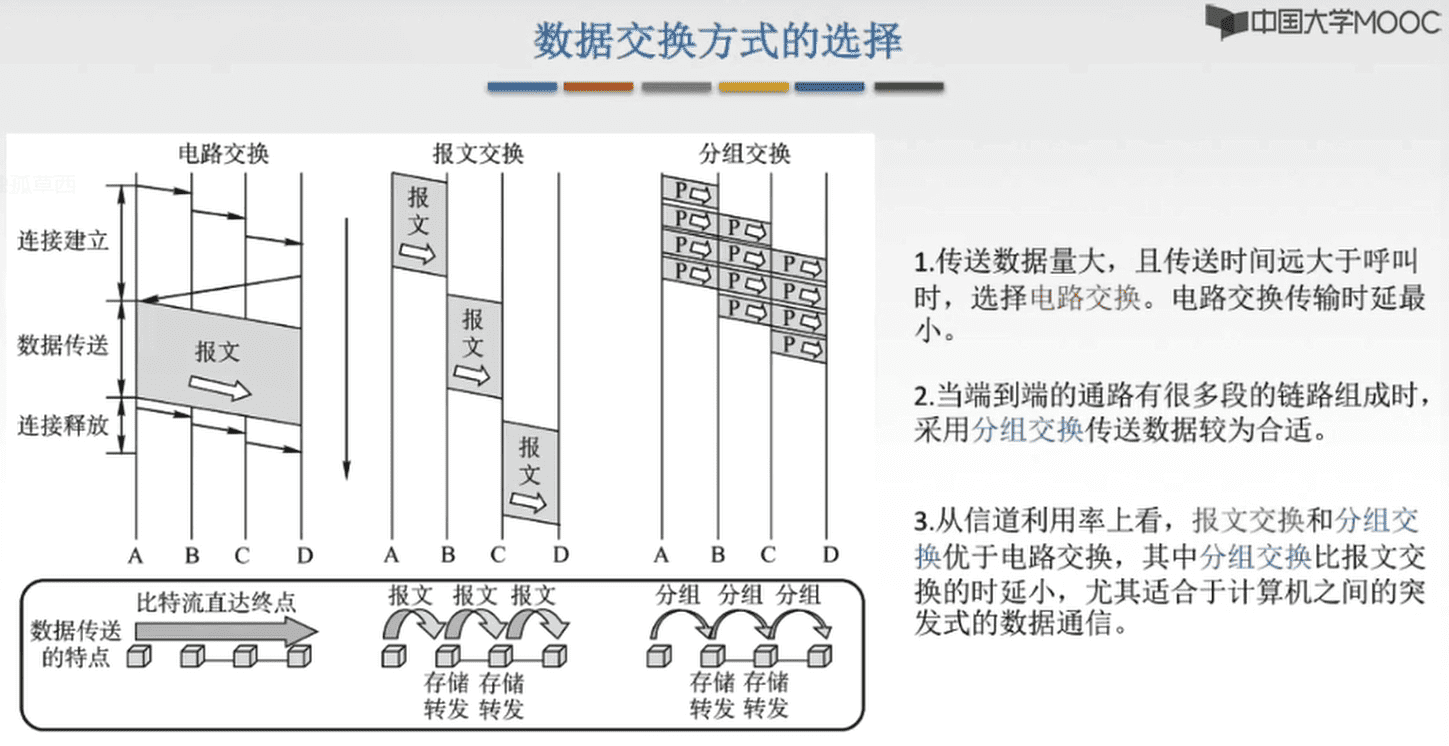 中国大学MOOC
数据交换方式的选择
电路交换
连接建立
数据传送
报文
连接释放
A B C D
报文交换
报文
报文
报文
A B C D
分组交换
P
P P
P P P
P P P
P P
P
A B C D
数据传送
的特点
比特流直达终点
报文 报文 报文
存储 存储
转发 转发
分组 分组 分组
存储 存储
转发 转发
1.传送数据量大，且传送时间远大于呼叫
时，选择电路交换。电路交换传输时延最
小。
2.当端到端的通路有很多段的链路组成时，
采用分组交换传送数据较为合适。
3.从信道利用率上看，报文交换和分组交
换优于电路交换，其中分组交换比报文交
换的时延小，尤其适合于计算机之间的突
发式的数据通信。